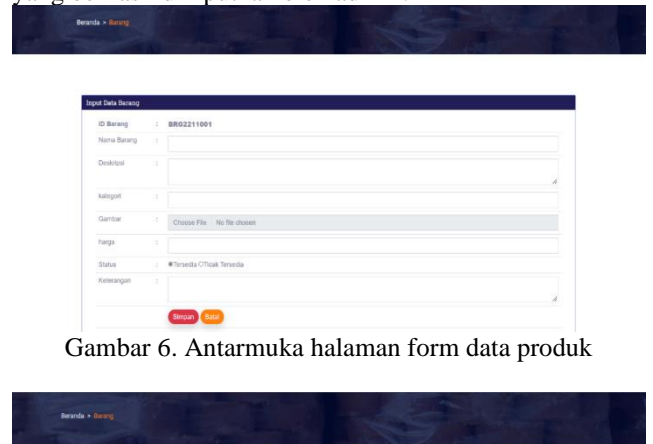 Beranda > Barang
Input Data Barang
ID Barang : BRG2211001
Nama Barang :
Deskripsi :
kategori :
Gambar : Choose File No file chosen
harga :
Status : Tersedia Tidak Tersedia
Keterangan :
Simpan Batal
Gambar 6. Antarmuka halaman form data produk
Beranda > Barang